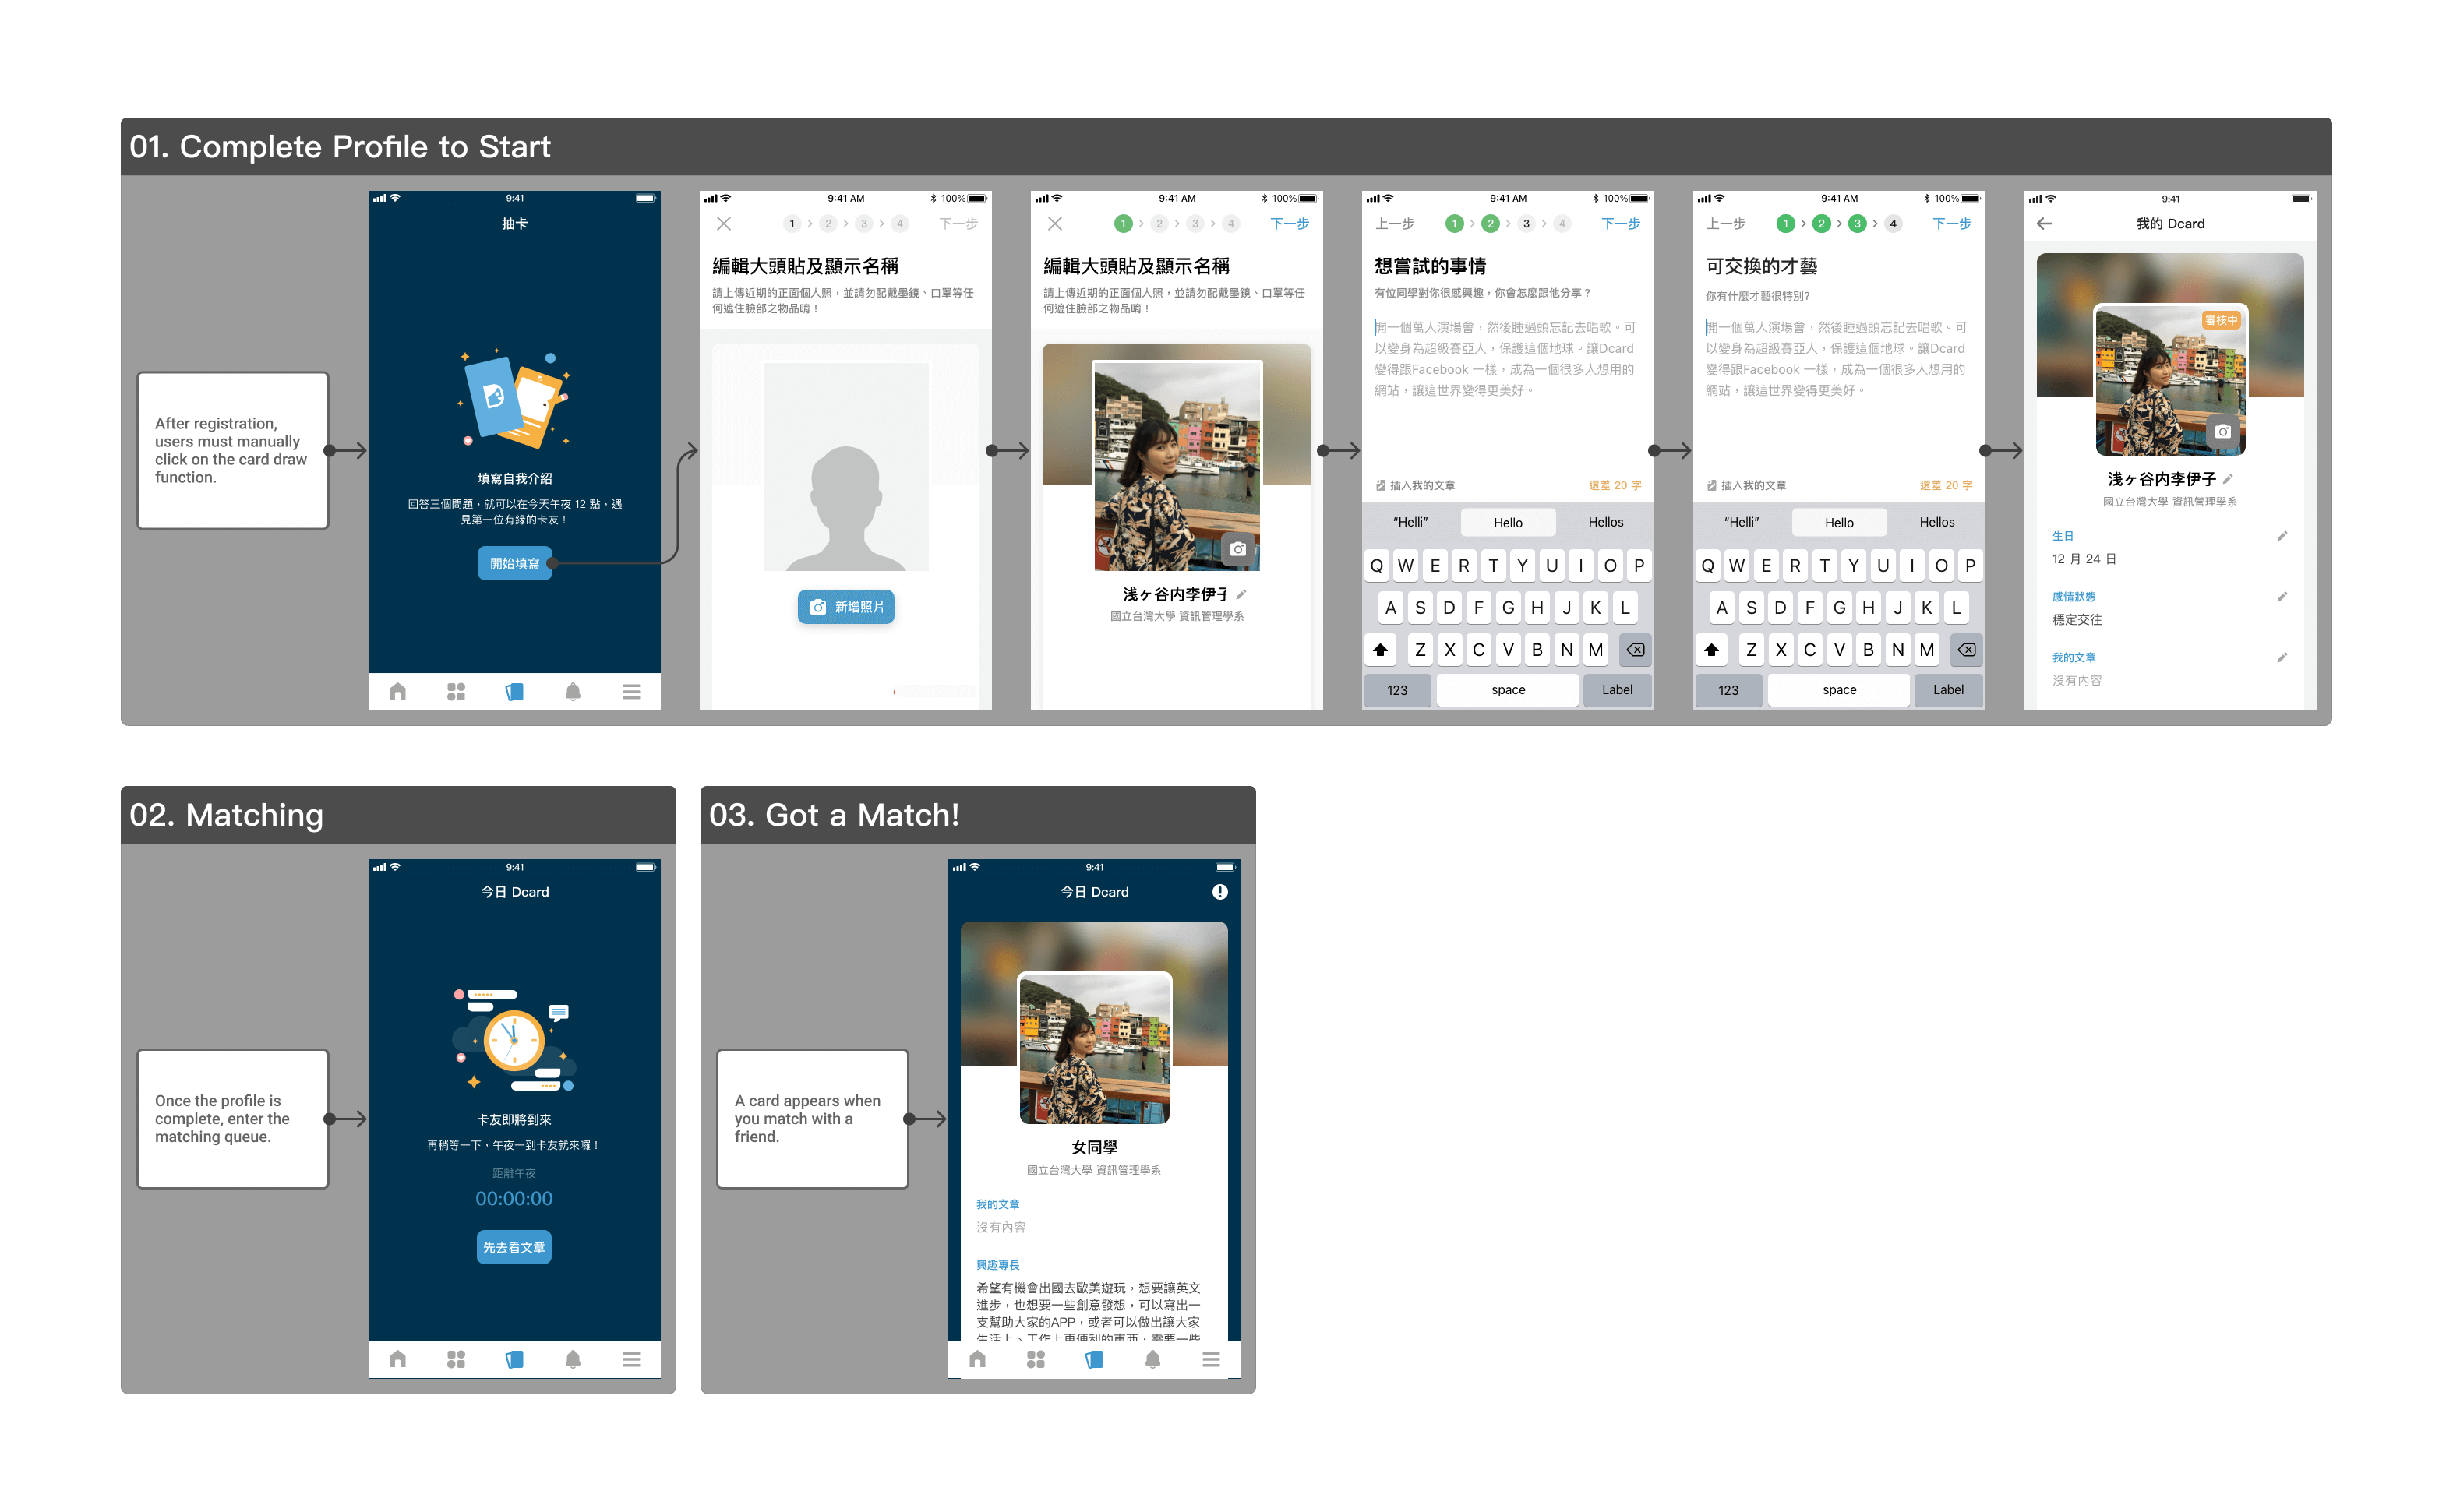 01. Complete Profile to Start
After registration,
users must manually
click on the card draw
function.
9:41
抽卡
填寫自我介紹
回答三個問題，就可以在今天午夜 12 點，遇
見第一位有緣的卡友！
開始填寫
9:41 AM
100%
1 > 2 > 3 > 4
下一步
編輯大頭貼及顯示名稱
請上傳近期的正面個人照，並請勿配戴墨鏡、口罩等任
何遮住臉部之物品唷！
新增照片
9:41 AM
100%
1 > 2 > 3 > 4
下一步
編輯大頭貼及顯示名稱
請上傳近期的正面個人照，並請勿配戴墨鏡、口罩等任
何遮住臉部之物品唷！
浅ヶ谷内李伊子
國立台灣大學 資訊管理學系
9:41 AM
100%
上一步
1 > 2 > 3 > 4
下一步
想嘗試的事情
有位同學對你很感興趣，你會怎麼跟他分享？
開一個萬人演場會，然後睡過頭忘記去唱歌。可
以變身為超級賽亞人，保護這個地球。讓Dcard
變得跟Facebook 一樣，成為一個很多人想用的
網站，讓這世界變得更美好。
插入我的文章
還差 20 字
“Helli”
Hello
Hellos
Q W E R T Y U I O P
A S D F G H J K L
Z X C V B N M
123
space
Label
9:41 AM
100%
上一步
1 > 2 > 3 > 4
下一步
可交換的才藝
你有什麼才藝很特別?
開一個萬人演場會，然後睡過頭忘記去唱歌。可
以變身為超級賽亞人，保護這個地球。讓Dcard
變得跟Facebook 一樣，成為一個很多人想用的
網站，讓這世界變得更美好。
插入我的文章
還差 20 字
“Helli”
Hello
Hellos
Q W E R T Y U I O P
A S D F G H J K L
Z X C V B N M
123
space
Label
9:41
我的 Dcard
審核中
浅ヶ谷内李伊子
國立台灣大學 資訊管理學系
生日
12 月 24 日
感情狀態
穩定交往
我的文章
沒有內容
02. Matching
Once the profile is
complete, enter the
matching queue.
9:41
今日 Dcard
卡友即將到來
再稍等一下，午夜一到卡友就來囉！
距離午夜
00:00:00
先去看文章
03. Got a Match!
A card appears when
you match with a
friend.
9:41
今日 Dcard
女同學
國立台灣大學 資訊管理學系
我的文章
沒有內容
興趣專長
希望有機會出國去歐美遊玩，想要讓英文
進步，也想要一些創意發想，可以寫出一
支幫助大家的APP，或者可以做出讓大家
生活上、工作上更便利的東西，需要一些